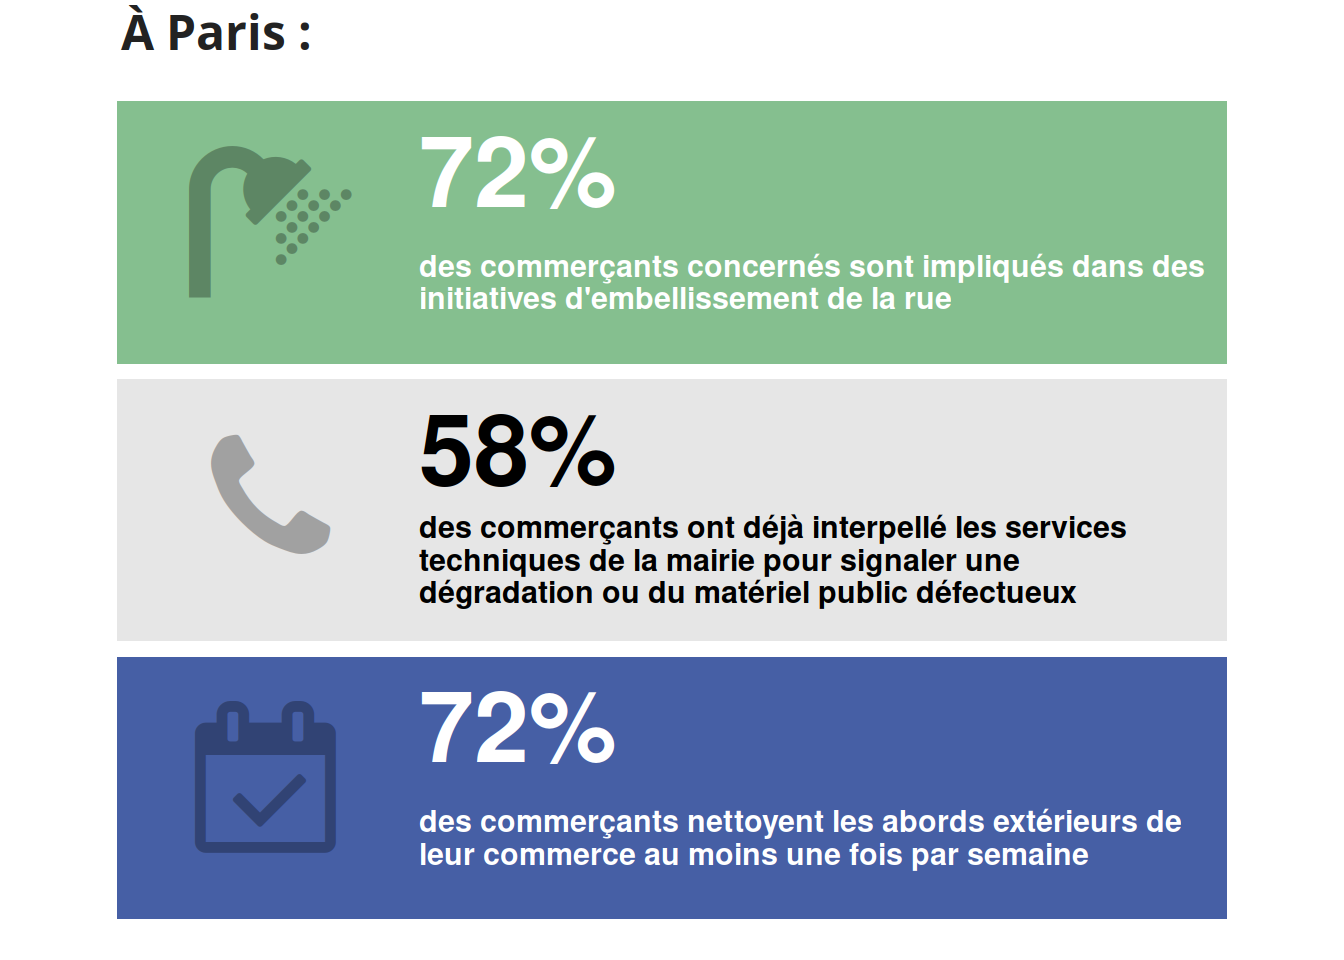 À Paris :
72%
des commerçants concernés sont impliqués dans des
initiatives d'embellissement de la rue
58%
des commerçants ont déjà interpellé les services
techniques de la mairie pour signaler une
dégradation ou du matériel public défectueux
72%
des commerçants nettoyent les abords extérieurs de
leur commerce au moins une fois par semaine